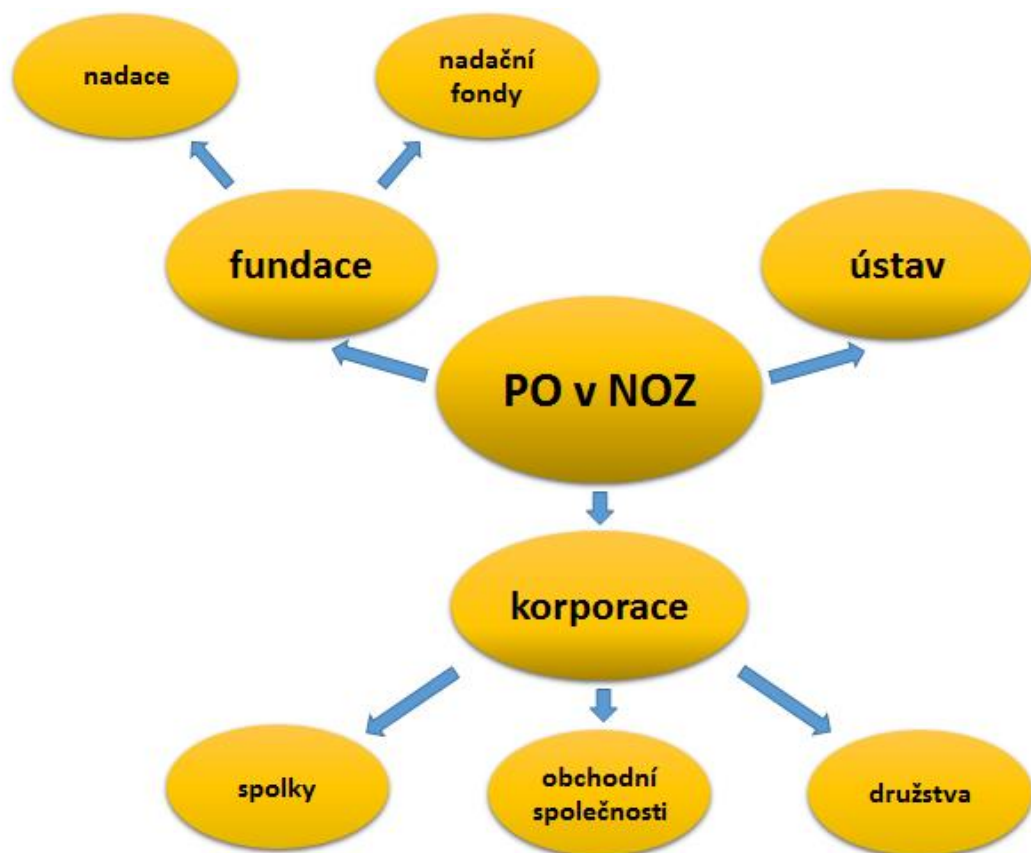 nadace
nadační
fondy
fundace
ústav
PO v NOZ
korporace
spolky
obchodní
společnosti
družstva